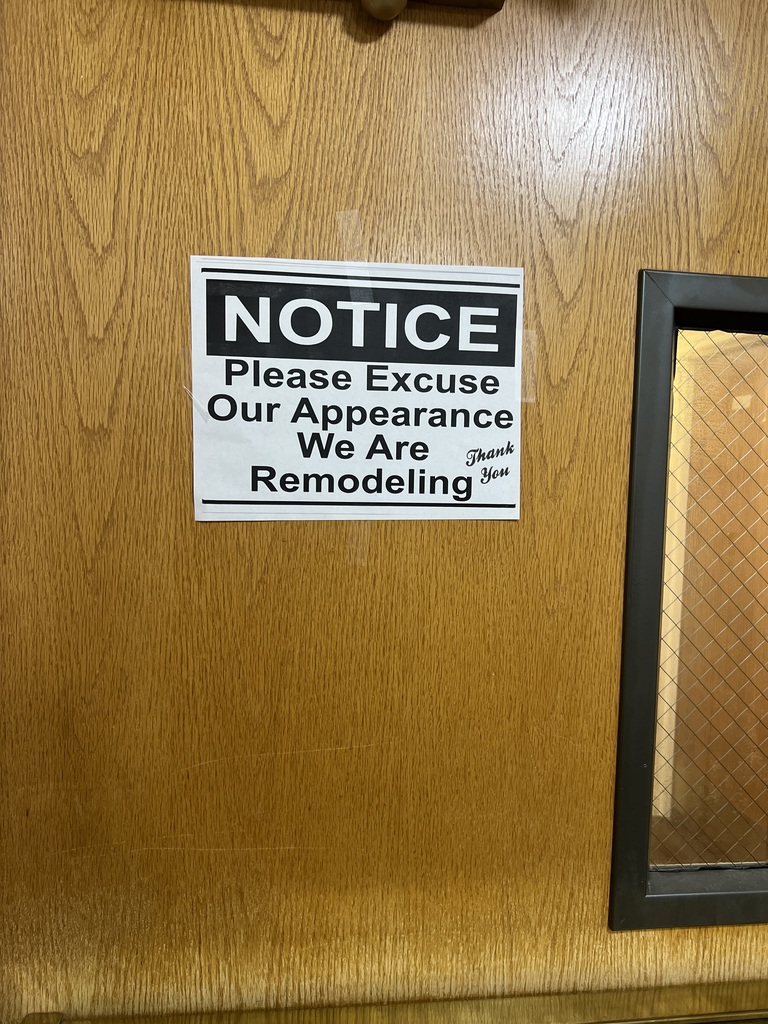 NOTICE
Please Excuse
Our Appearance
We Are
Remodeling
Thank
You